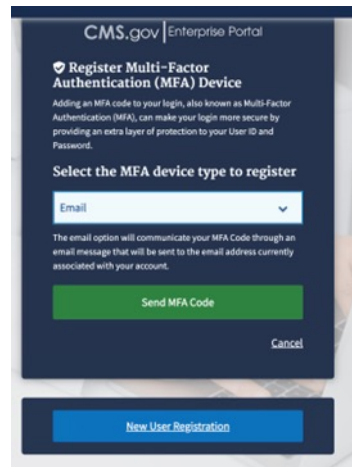 CMS.gov Enterprise Portal
Register Multi-Factor
Authentication (MFA) Device
Adding an MFA code to your login, also known as Multi-Factor
Authentication (MFA), can make your login more secure by
providing an extra layer of protection to your User ID and
Password.
Select the MFA device type to register
Email
The email option will communicate your MFA Code through an
email message that will be sent to the email address currently
associated with your account.
Send MFA Code
Cancel
New User Registration